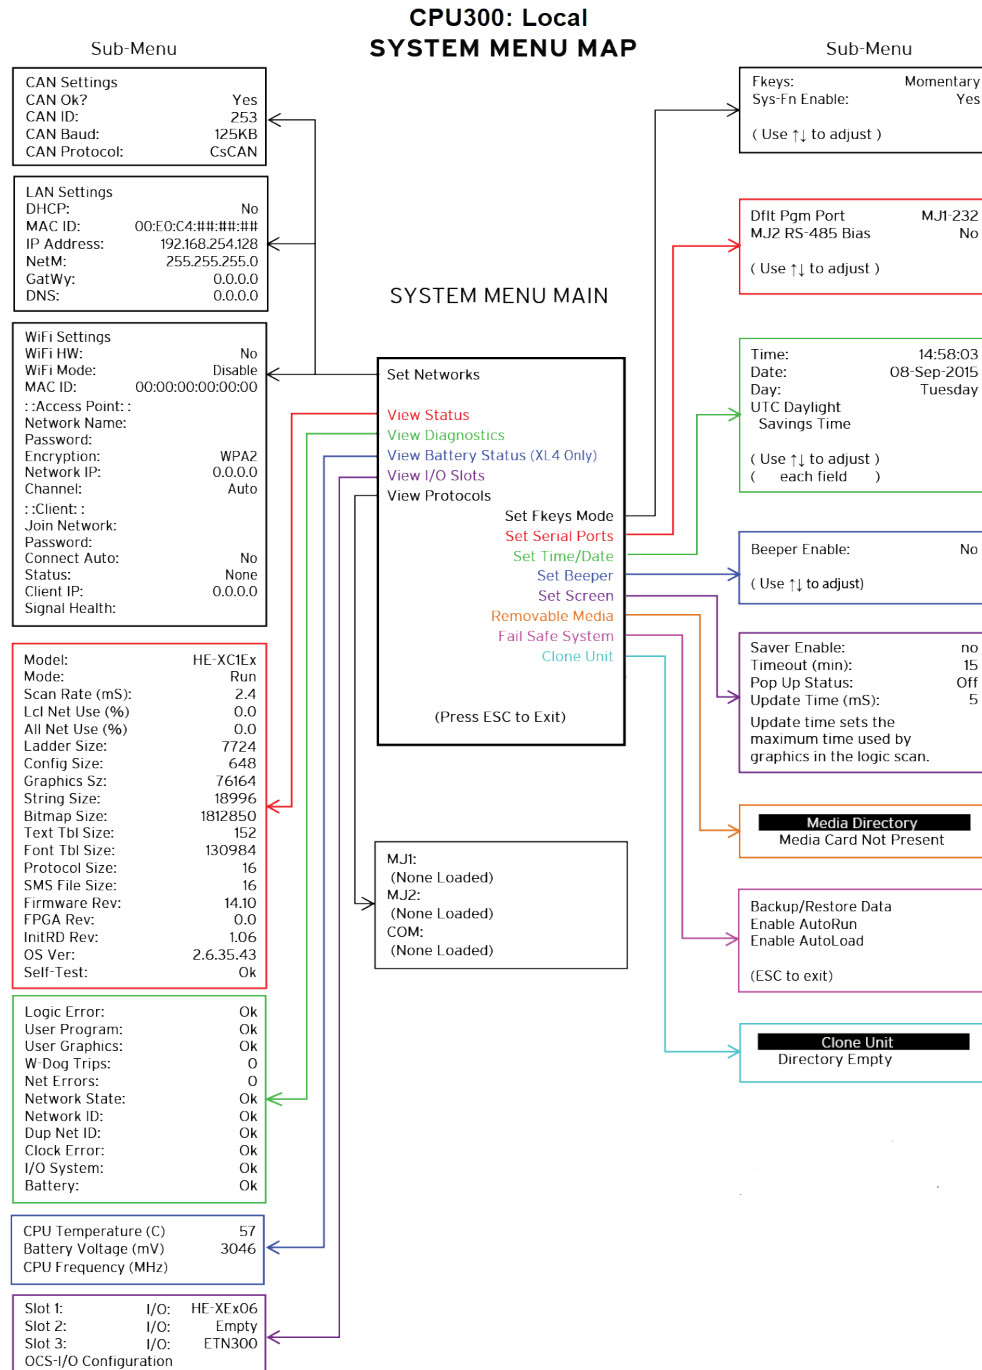 CPU300: Local
SYSTEM MENU MAP
Sub-Menu
CAN Settings
CAN Ok? Yes
CAN ID: 253
CAN Baud: 125KB
CAN Protocol: CsCAN
LAN Settings
DHCP: No
MAC ID: 00:E0:C4:##:##:##
IP Address: 192.168.254.128
NetM: 255.255.255.0
GatWy: 0.0.0.0
DNS: 0.0.0.0
WiFi Settings
WiFi HW: No
WiFi Mode: Disable
MAC ID: 00:00:00:00:00:00
: :Access Point: :
Network Name:
Password:
Encryption: WPA2
Network IP: 0.0.0.0
Channel: Auto
: :Client: :
Join Network:
Password:
Connect Auto: No
Status: None
Client IP: 0.0.0.0
Signal Health:
Model: HE-XC1Ex
Mode: Run
Scan Rate (mS): 2.4
Lcl Net Use (%) 0.0
All Net Use (%) 0.0
Ladder Size: 7724
Config Size: 648
Graphics Sz: 76164
String Size: 18996
Bitmap Size: 1812850
Text Tbl Size: 152
Font Tbl Size: 130984
Protocol Size: 16
SMS File Size: 16
Firmware Rev: 14.10
FPGA Rev: 0.0
InitRD Rev: 1.06
OS Ver: 2.6.35.43
Self-Test: Ok
Logic Error: Ok
User Program: Ok
User Graphics: Ok
W-Dog Trips: 0
Net Errors: 0
Network State: Ok
Network ID: Ok
Dup Net ID: Ok
Clock Error: Ok
I/O System: Ok
Battery: Ok
CPU Temperature (C) 57
Battery Voltage (mV) 3046
CPU Frequency (MHz)
Slot 1: I/O: HE-XEx06
Slot 2: I/O: Empty
Slot 3: I/O: ETN300
OCS-I/O Configuration
SYSTEM MENU MAIN
Set Networks
View Status
View Diagnostics
View Battery Status (XL4 Only)
View I/O Slots
View Protocols
Set Fkeys Mode
Set Serial Ports
Set Time/Date
Set Beeper
Set Screen
Removable Media
Fail Safe System
Clone Unit
(Press ESC to Exit)
MJ1:
(None Loaded)
MJ2:
(None Loaded)
COM:
(None Loaded)
Sub-Menu
Fkeys: Momentary
Sys-Fn Enable: Yes
( Use ↑↓ to adjust )
Dflt Pgm Port MJ1-232
MJ2 RS-485 Bias No
( Use ↑↓ to adjust )
Time: 14:58:03
Date: 08-Sep-2015
Day: Tuesday
UTC Daylight
Savings Time
( Use ↑↓ to adjust )
( each field )
Beeper Enable: No
( Use ↑↓ to adjust)
Saver Enable: no
Timeout (min): 15
Pop Up Status: Off
Update Time (mS): 5
Update time sets the
maximum time used by
graphics in the logic scan.
Media Directory
Media Card Not Present
Backup/Restore Data
Enable AutoRun
Enable AutoLoad
(ESC to exit)
Clone Unit
Directory Empty